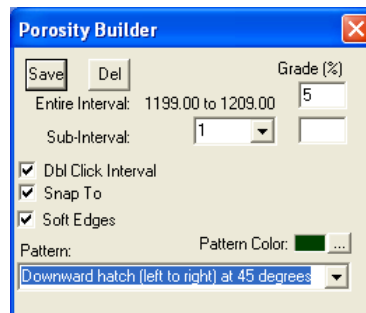 Porosity Builder
Save Del Grade (%)
Entire Interval: 1199.00 to 1209.00 5
Sub-Interval: 1
Dbl Click Interval
Snap To
Soft Edges
Pattern: Pattern Color: ...
Downward hatch (left to right) at 45 degrees